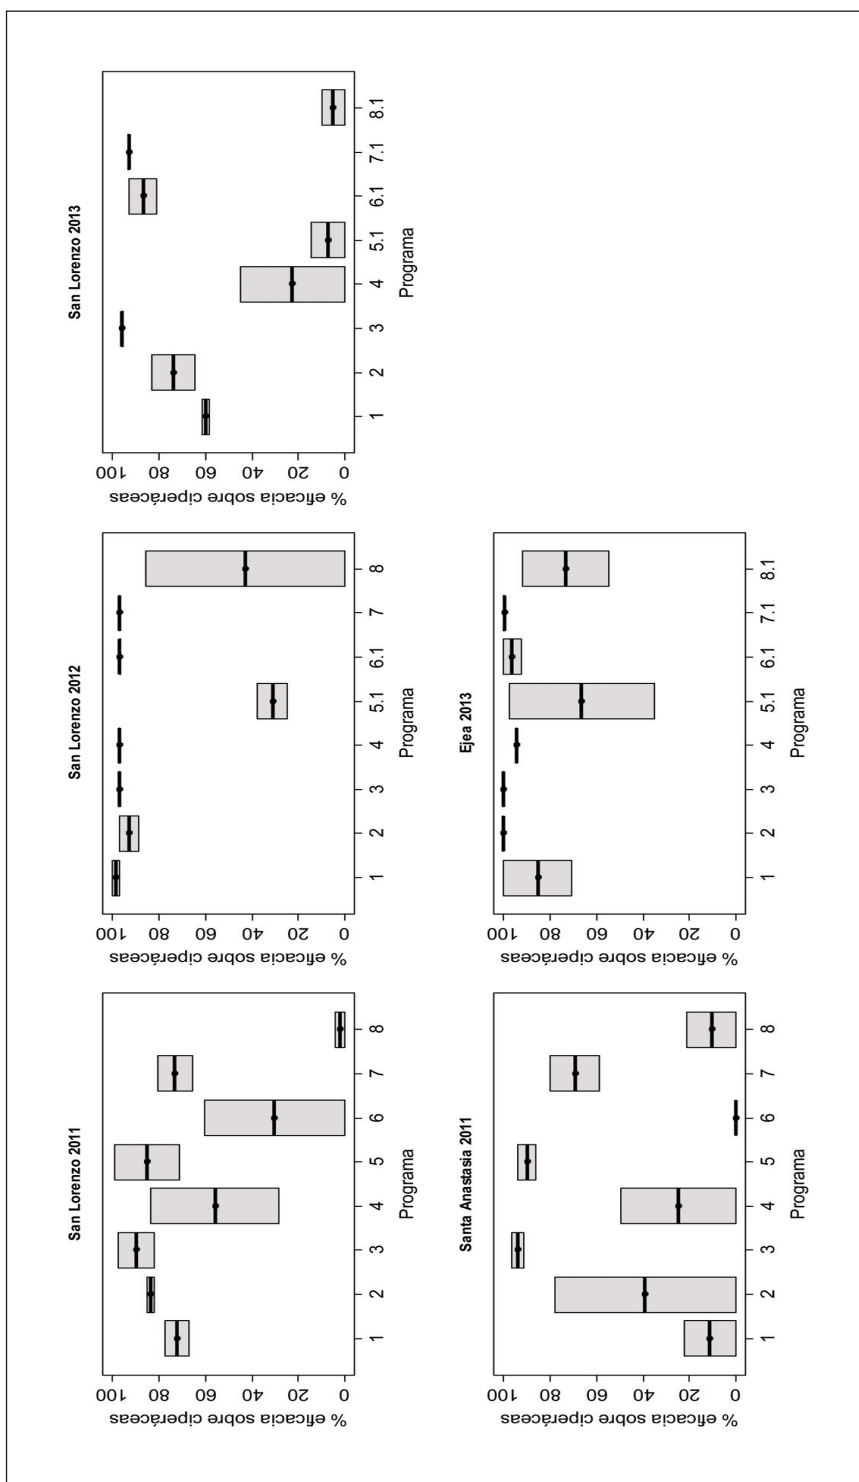 San Lorenzo 2011
% eficacia sobre ciperáceas
100
80
60
40
20
0
1 2 3 4 5 6 7 8
Programa
San Lorenzo 2012
% eficacia sobre ciperáceas
100
80
60
40
20
0
1 2 3 4 5.1 6.1 7 8
Programa
San Lorenzo 2013
% eficacia sobre ciperáceas
100
80
60
40
20
0
1 2 3 4 5.1 6.1 7.1 8.1
Programa
Santa Anastasia 2011
% eficacia sobre ciperáceas
100
80
60
40
20
0
1 2 3 4 5 6 7 8
Programa
Ejea 2013
% eficacia sobre ciperáceas
100
80
60
40
20
0
1 2 3 4 5.1 6.1 7.1 8.1
Programa